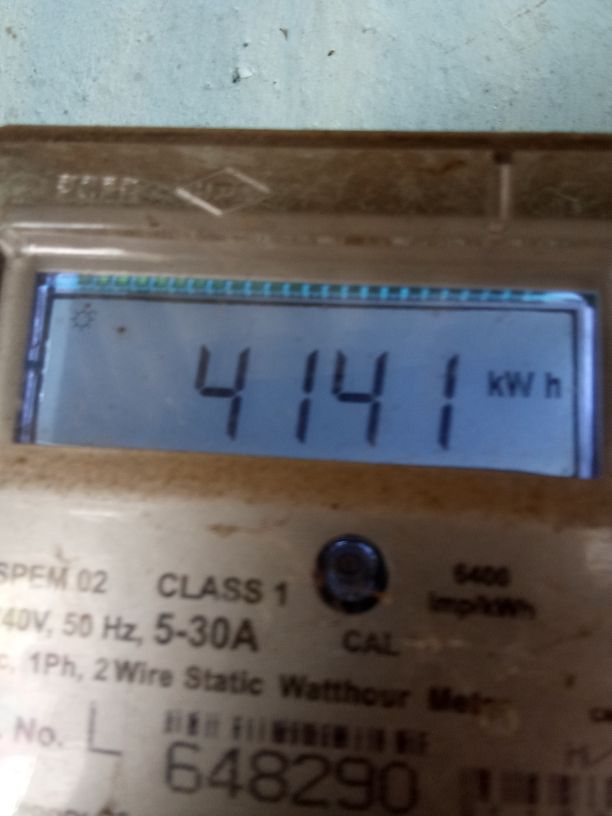 4141 kWh
SPEM 02 CLASS 1
6400
imp/kWh
40V, 50 Hz, 5-30A
CAL
c. 1Ph, 2 Wire Static Watthour
. No. L
648290